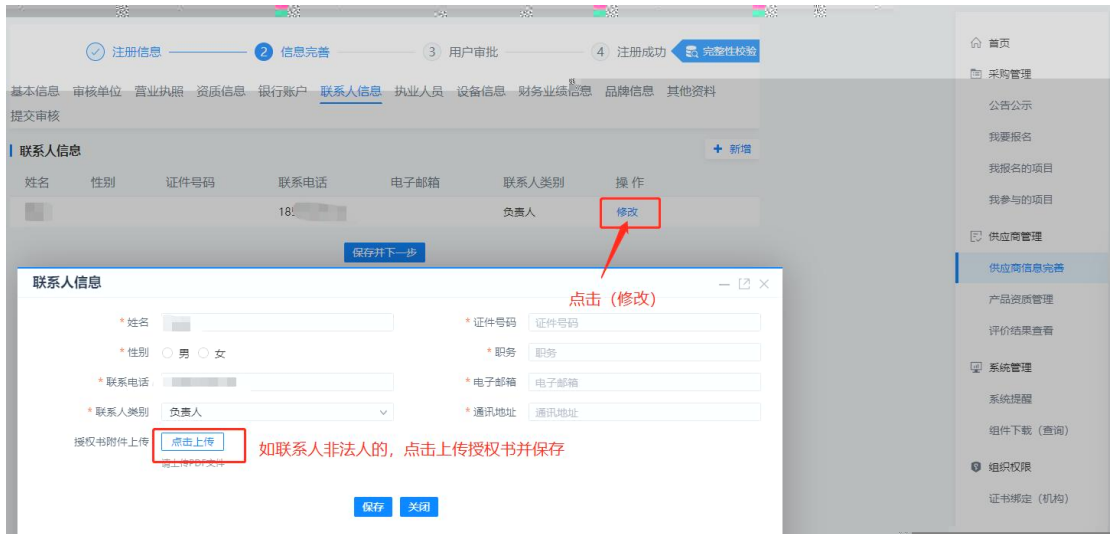 注册信息
2 信息完善
3 用户审批
4 注册成功
完整性校验
基本信息 审核单位 营业执照 资质信息 银行账户 联系人信息 执业人员 设备信息 财务业绩信息 品牌信息 其他资料
提交审核
联系人信息
+ 新增
姓名 性别 证件号码 联系电话 电子邮箱 联系人类别 操作
18 负责人 修改
保存并下一步
点击（修改）
联系人信息
*姓名
*证件号码 证件号码
*性别 男 女
*职务 职务
*联系电话
*电子邮箱 电子邮箱
*联系人类别 负责人
*通讯地址 通讯地址
授权书附件上传 点击上传
如联系人非法人的，点击上传授权书并保存
请上传PDF文件
保存 关闭
首页
采购管理
公告公示
我要报名
我报名的项目
我参与的项目
供应商管理
供应商信息完善
产品资质管理
评价结果查看
系统管理
系统提醒
组件下载（查询）
组织权限
证书绑定（机构）